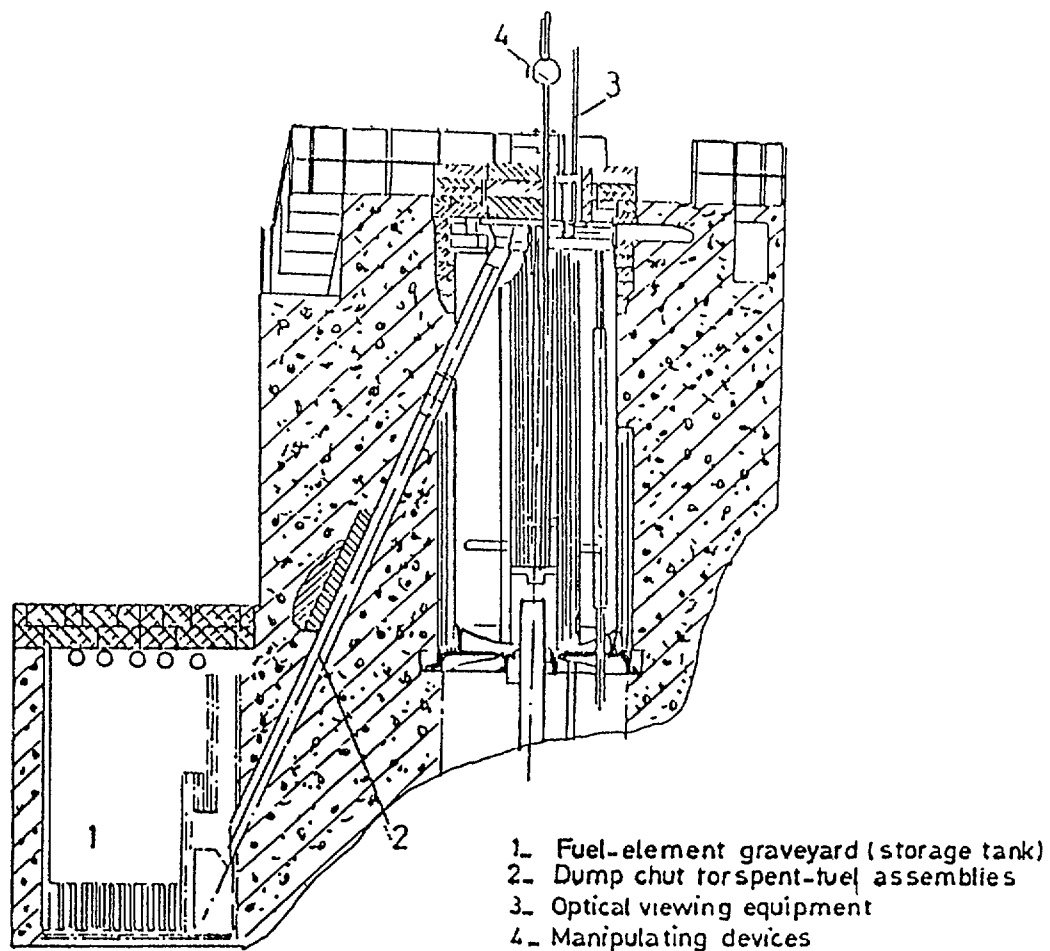 4
3
1
2
1_ Fuel-element graveyard (storage tank)
2_ Dump chut torspent-tuel assemblies
3_ Optical viewing equipment
4_ Manipulating devices